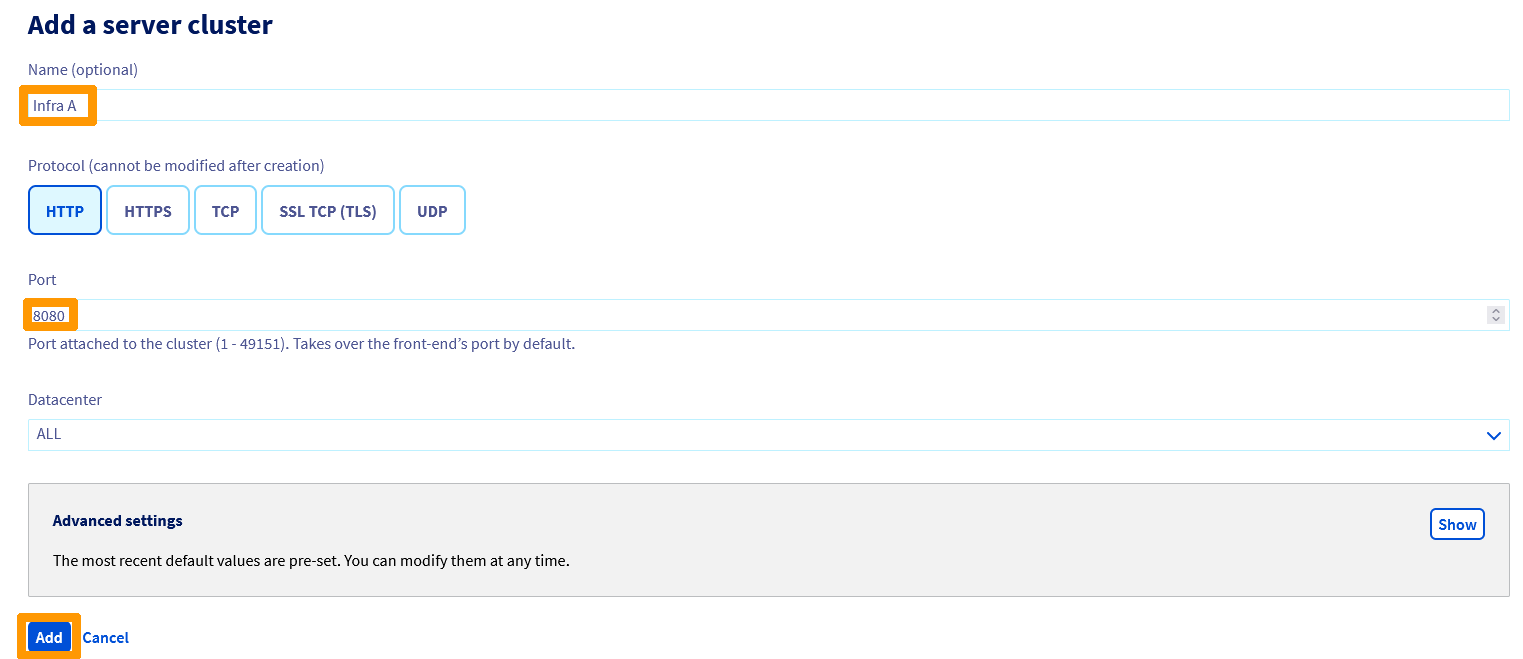 Add a server cluster
Name (optional)
Infra A
Protocol (cannot be modified after creation)
HTTP HTTPS TCP SSL TCP (TLS) UDP
Port
8080
Port attached to the cluster (1 - 49151). Takes over the front-end’s port by default.
Datacenter
ALL
Advanced settings
Show
The most recent default values are pre-set. You can modify them at any time.
Add Cancel